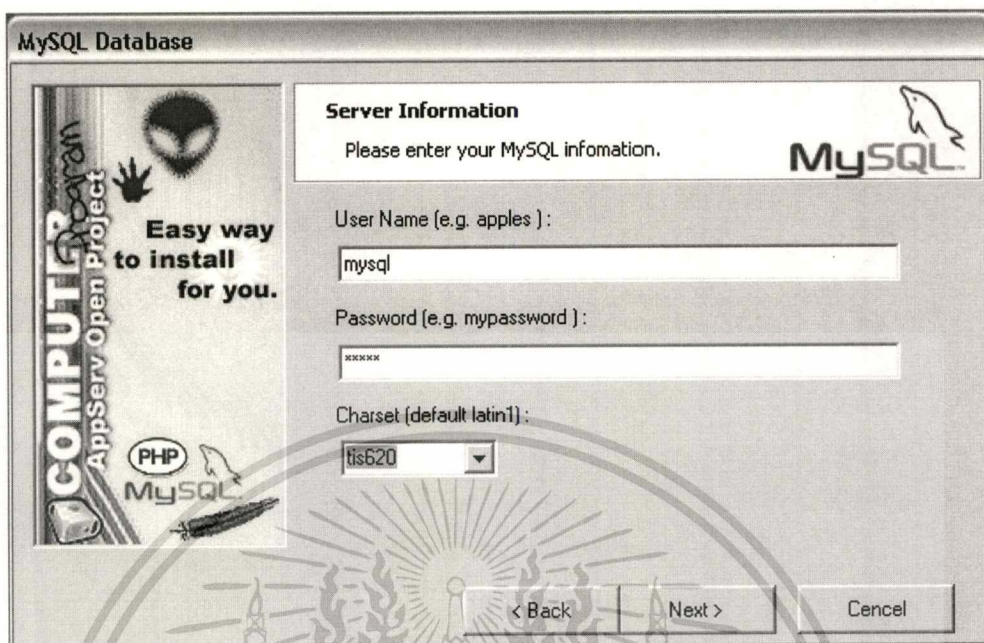 MySQL Database
COMPUTER
Program
AppServ Open Project
Easy way
to install
for you.
PHP
MySQL
Server Information
Please enter your MySQL infomation.
MySQL
User Name (e.g. apples ) :
mysql
Password (e.g. mypassword ) :
xxxxx
Charset (default latin1) :
tis620
< Back
Next >
Cencel